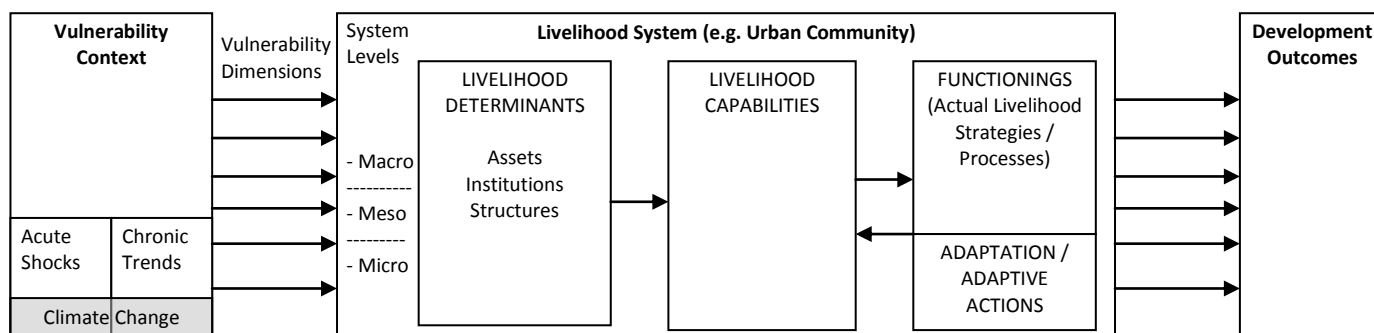 Vulnerability
Context
Acute
Shocks
Chronic
Trends
Climate Change
Vulnerability
Dimensions
System
Levels
- Macro
----------
- Meso
---------
- Micro
Livelihood System (e.g. Urban Community)
LIVELIHOOD
DETERMINANTS
Assets
Institutions
Structures
LIVELIHOOD
CAPABILITIES
FUNCTIONINGS
(Actual Livelihood
Strategies /
Processes)
ADAPTATION /
ADAPTIVE
ACTIONS
Development
Outcomes